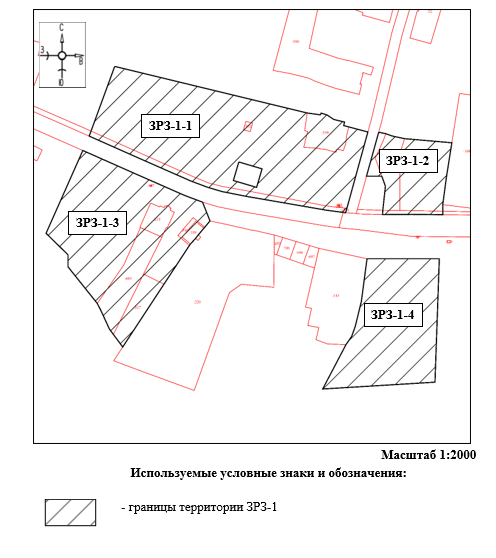 С
З
В
Ю
ЗРЗ-1-1
ЗРЗ-1-2
ЗРЗ-1-3
ЗРЗ-1-4
Масштаб 1:2000
Используемые условные знаки и обозначения:
- границы территории ЗРЗ-1